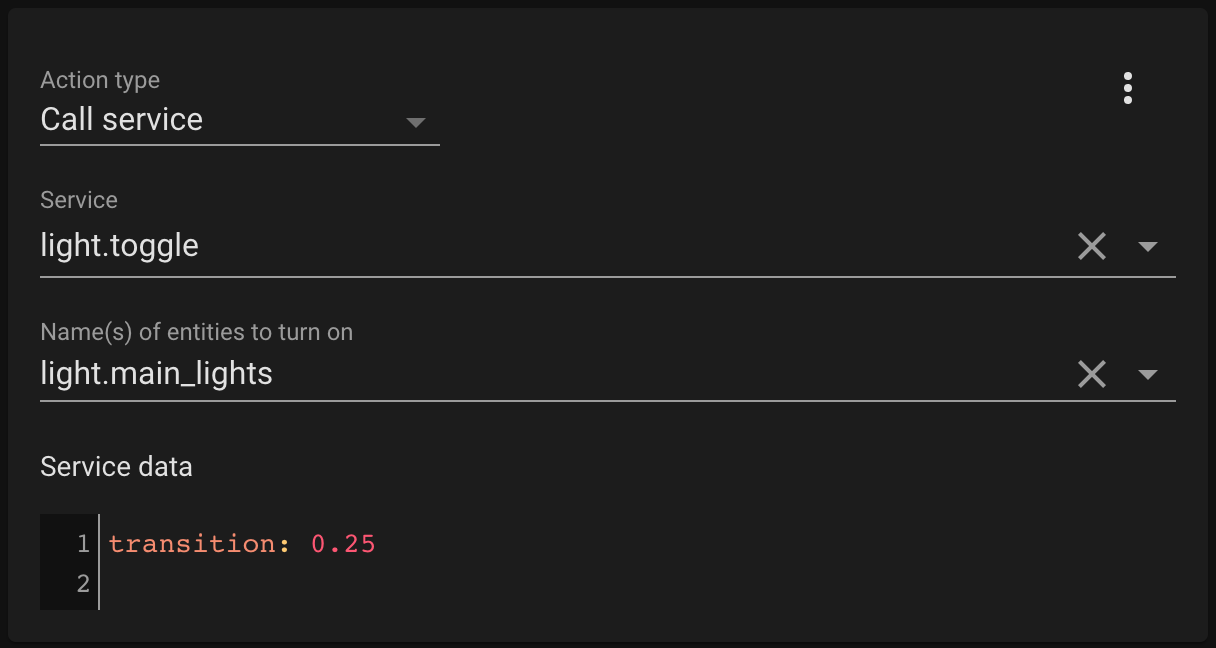 Action type
Call service
Service
light.toggle
Name(s) of entities to turn on
light.main_lights
Service data
1 transition: 0.25
2